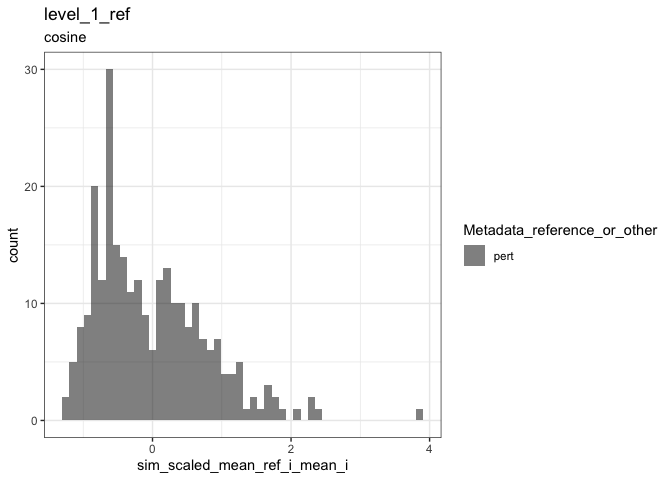 level_1_ref
cosine
30
20
10
0
count
0
2
4
sim_scaled_mean_ref_i_mean_i
Metadata_reference_or_other
pert